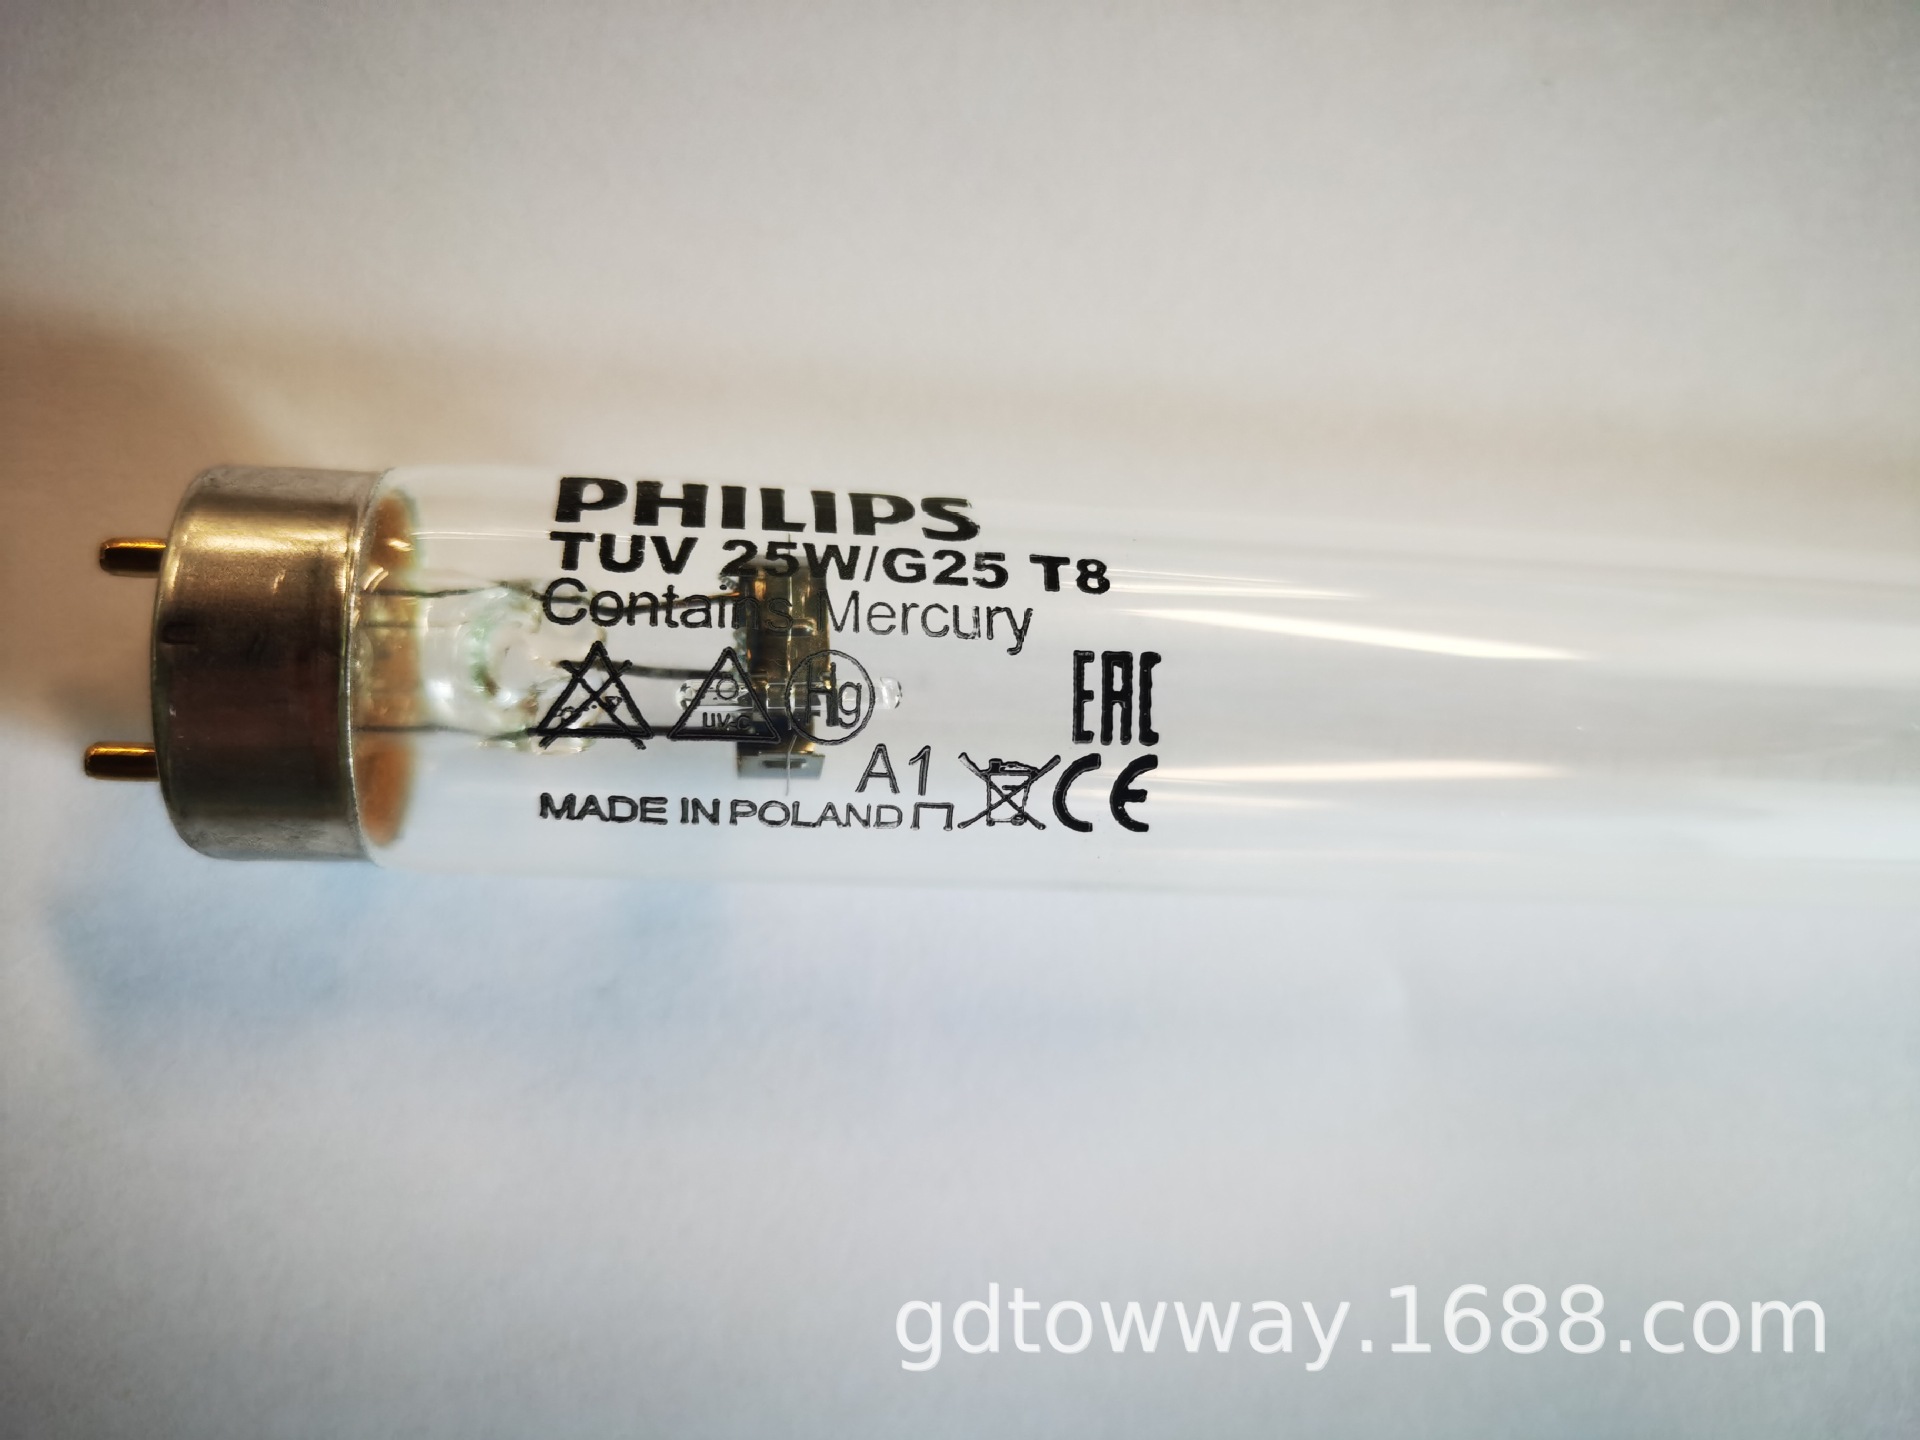 PHILIPS
TUV 25W/G25 T8
Contains Mercury
UV-C Hg EAC
A1 CE
MADE IN POLAND
gdtowway.1688.com